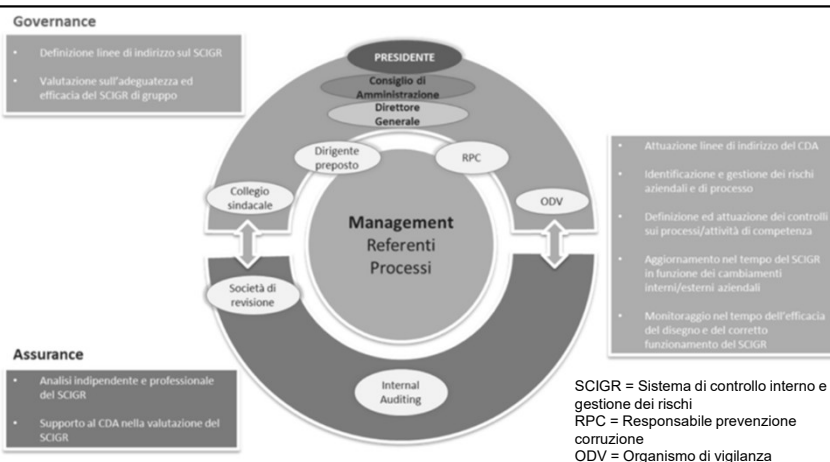 Governance
• Definizione linee di indirizzo sul SCIGR
• Valutazione sull'adeguatezza ed
efficacia del SCIGR di gruppo
PRESIDENTE
Consiglio di
Amministrazione
Direttore
Generale
Dirigente
preposto
RPC
Collegio
sindacale
ODV
Management
Referenti
Processi
Società di
revisione
Internal
Auditing
• Attuazione linee di indirizzo del CDA
• Identificazione e gestione dei rischi
aziendali e di processo
• Definizione ed attuazione dei controlli
sui processi/attività di competenza
• Aggiornamento nel tempo del SCIGR
in funzione dei cambiamenti
interni/esterni aziendali
• Monitoraggio nel tempo dell'efficacia
del disegno e del corretto
funzionamento del SCIGR
Assurance
• Analisi indipendente e professionale
del SCIGR
• Supporto al CDA nella valutazione del
SCIGR
SCIGR = Sistema di controllo interno e
gestione dei rischi
RPC = Responsabile prevenzione
corruzione
ODV = Organismo di vigilanza